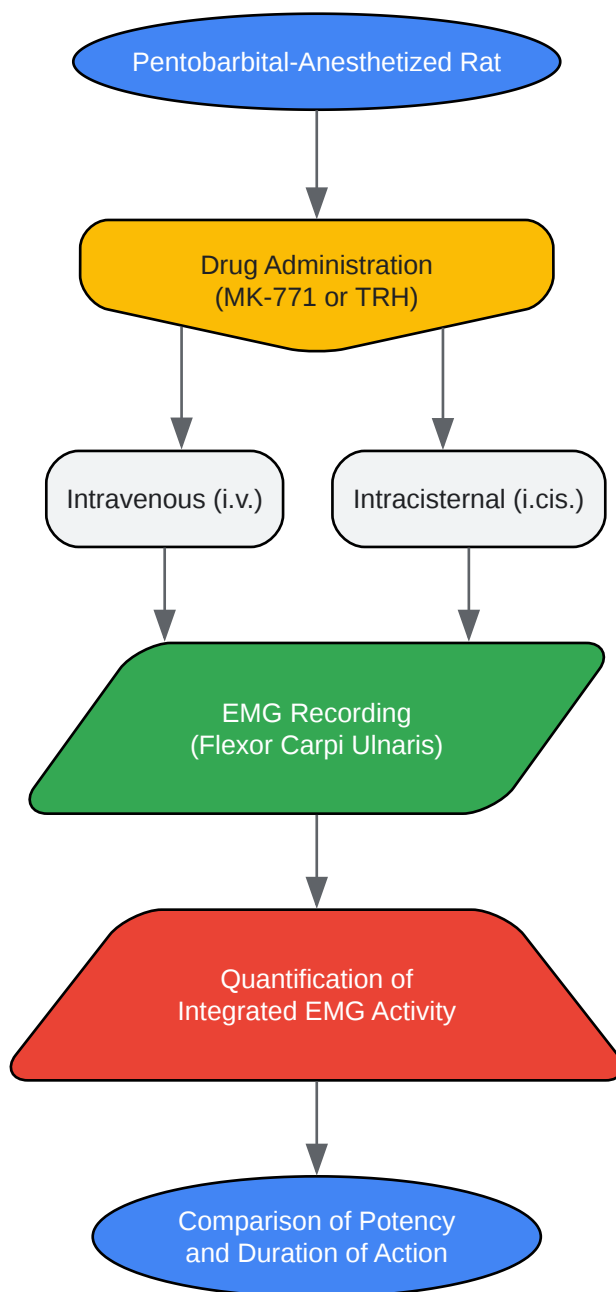 Pentobarbital-Anesthetized Rat
Drug Administration
(MK-771 or TRH)
Intravenous (i.v.)
Intracisternal (i.cis.)
EMG Recording
(Flexor Carpi Ulnaris)
Quantification of
Integrated EMG Activity
Comparison of Potency
and Duration of Action